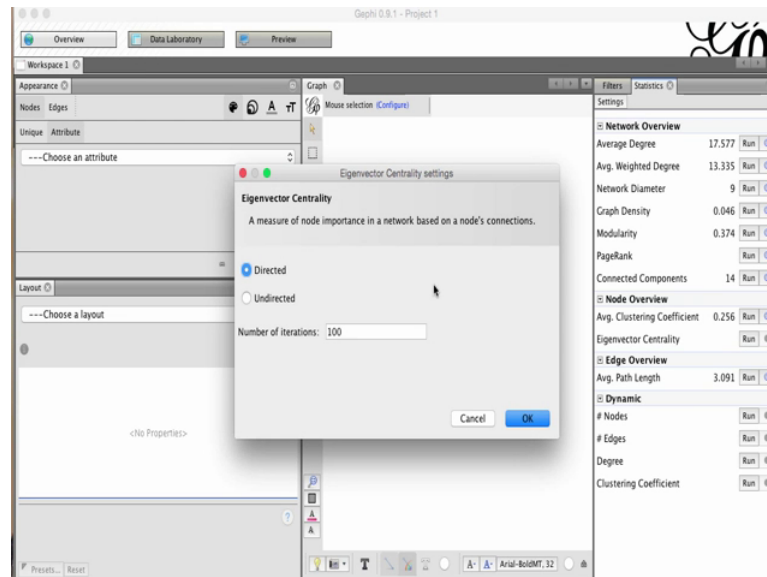 Gephi 0.9.1 - Project 1
Overview
Data Laboratory
Preview
Workspace 1
Appearance
Nodes Edges
Unique Attribute
---Choose an attribute
Layout
---Choose a layout
<No Properties>
Presets... Reset
Graph
Mouse selection (Configure)
T A- A- Arial-BoldMT, 32
Eigenvector Centrality settings
Eigenvector Centrality
A measure of node importance in a network based on a node's connections.
Directed
Undirected
Number of iterations: 100
Cancel OK
Filters Statistics
Settings
Network Overview
Average Degree 17.577 Run
Avg. Weighted Degree 13.335 Run
Network Diameter 9 Run
Graph Density 0.046 Run
Modularity 0.374 Run
PageRank Run
Connected Components 14 Run
Node Overview
Avg. Clustering Coefficient 0.256 Run
Eigenvector Centrality Run
Edge Overview
Avg. Path Length 3.091 Run
Dynamic
# Nodes Run
# Edges Run
Degree Run
Clustering Coefficient Run